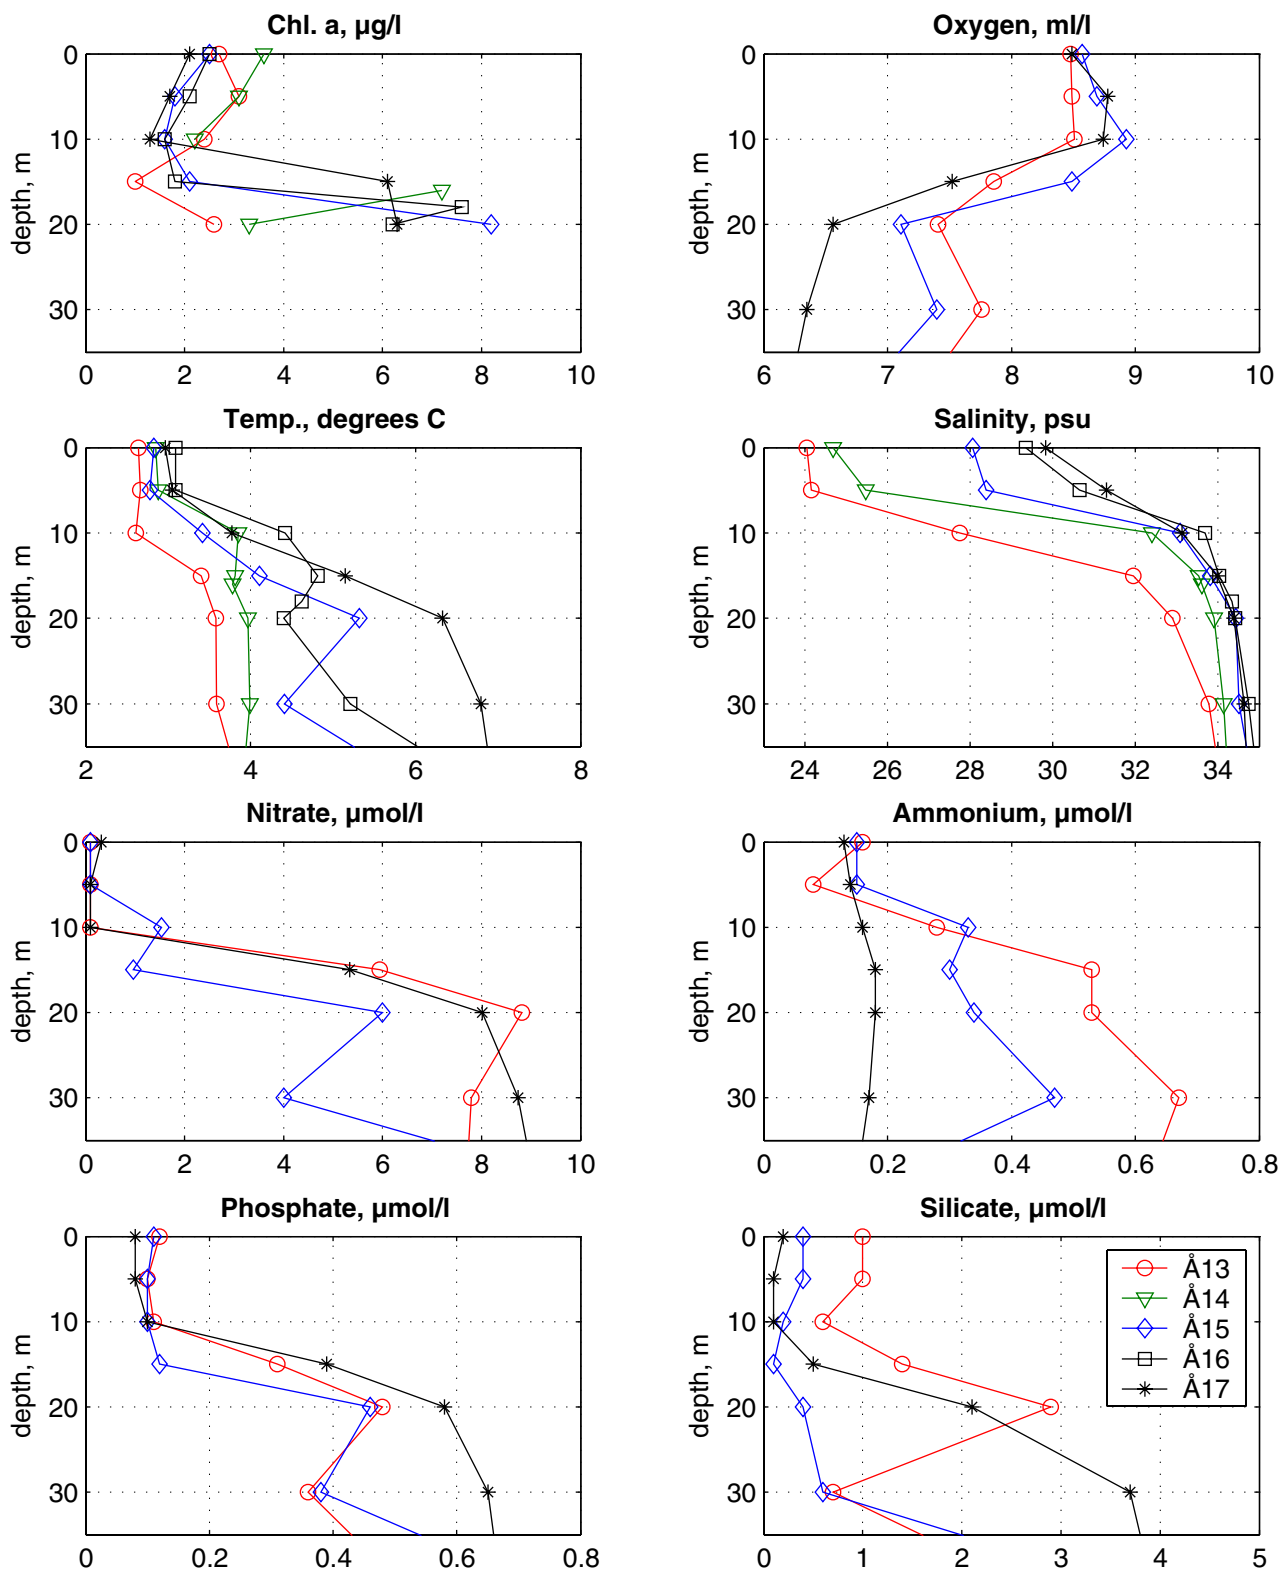 Chl. a, µg/l
0
10
20
30
depth, m
0 2 4 6 8 10
Oxygen, ml/l
0
10
20
30
depth, m
6 7 8 9 10
Temp., degrees C
0
10
20
30
depth, m
2 4 6 8
Salinity, psu
0
10
20
30
depth, m
24 26 28 30 32 34
Nitrate, µmol/l
0
10
20
30
depth, m
0 2 4 6 8 10
Ammonium, µmol/l
0
10
20
30
depth, m
0 0.2 0.4 0.6 0.8
Phosphate, µmol/l
0
10
20
30
depth, m
0 0.2 0.4 0.6 0.8
Silicate, µmol/l
0
10
20
30
depth, m
0 1 2 3 4 5
Å13
Å14
Å15
Å16
Å17